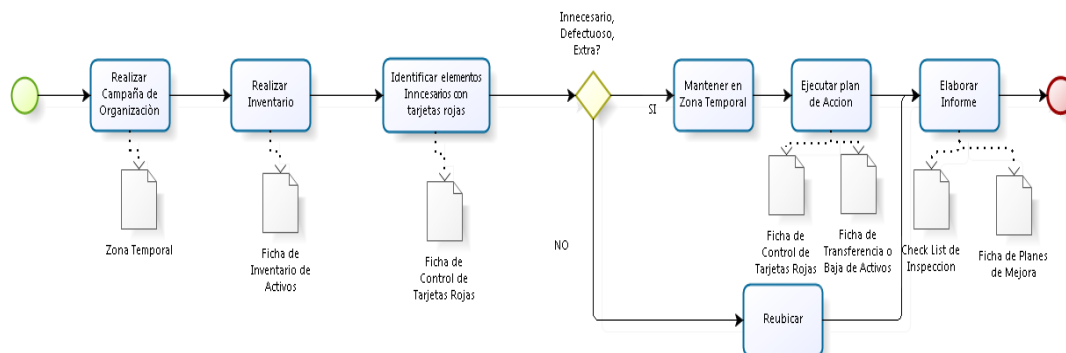 Innecesario,
Defectuoso,
Extra?
Realizar
Campaña de
Organizaciòn
Realizar
Inventario
Identificar elementos
Inncesarios con
tarjetas rojas
SI
Mantener en
Zona Temporal
Ejecutar plan
de Accion
Elaborar
Informe
Zona Temporal
Ficha de
Inventario de
Activos
Ficha de
Control de
Tarjetas Rojas
NO
Ficha de
Control de
Tarjetas Rojas
Ficha de
Transferencia o
Baja de Activos
Check List de
Inspeccion
Ficha de Planes
de Mejora
Reubicar